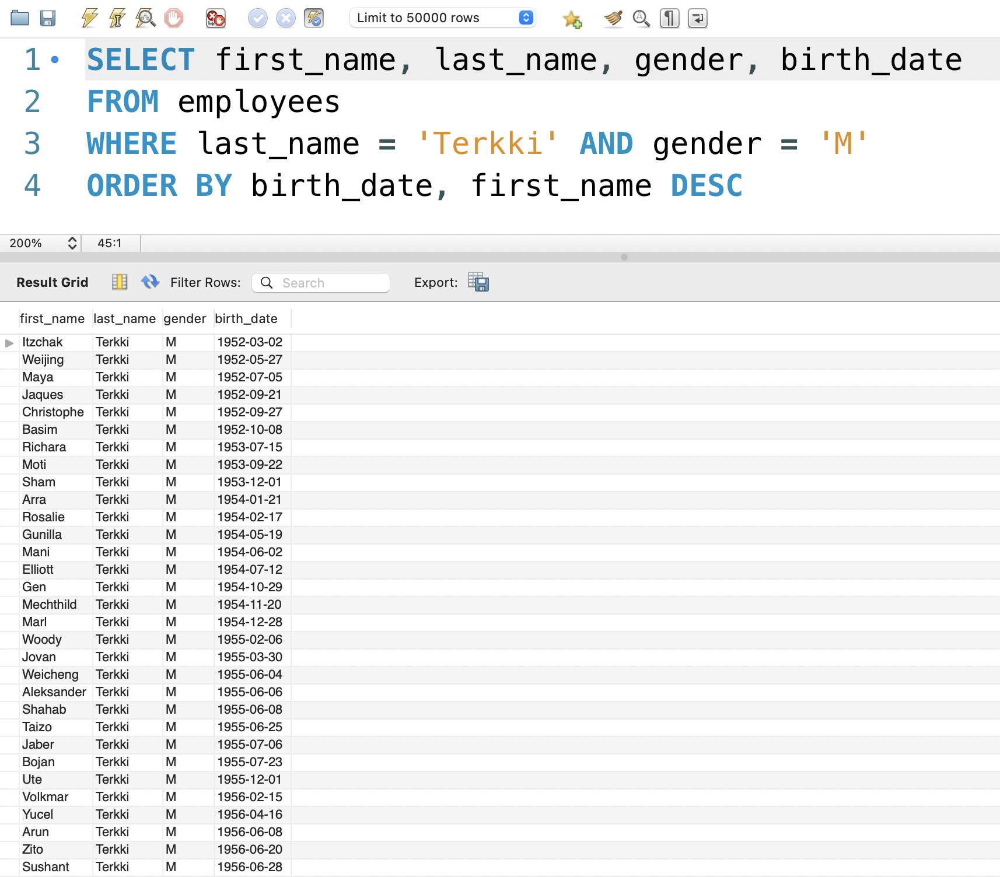 Limit to 50000 rows
1 SELECT first_name, last_name, gender, birth_date
2 FROM employees
3 WHERE last_name = 'Terkki' AND gender = 'M'
4 ORDER BY birth_date, first_name DESC
200% 45:1
Result Grid Filter Rows: Search Export:
first_name last_name gender birth_date
Itzchak Terkki M 1952-03-02
Weijing Terkki M 1952-05-27
Maya Terkki M 1952-07-05
Jaques Terkki M 1952-09-21
Christophe Terkki M 1952-09-27
Basim Terkki M 1952-10-08
Richara Terkki M 1953-07-15
Moti Terkki M 1953-09-22
Sham Terkki M 1953-12-01
Arra Terkki M 1954-01-21
Rosalie Terkki M 1954-02-17
Gunilla Terkki M 1954-05-19
Mani Terkki M 1954-06-02
Elliott Terkki M 1954-07-12
Gen Terkki M 1954-10-29
Mechthild Terkki M 1954-11-20
Marl Terkki M 1954-12-28
Woody Terkki M 1955-02-06
Jovan Terkki M 1955-03-30
Weicheng Terkki M 1955-06-04
Aleksander Terkki M 1955-06-06
Shahab Terkki M 1955-06-08
Taizo Terkki M 1955-06-25
Jaber Terkki M 1955-07-06
Bojan Terkki M 1955-07-23
Ute Terkki M 1955-12-01
Volkmar Terkki M 1956-02-15
Yucel Terkki M 1956-04-16
Arun Terkki M 1956-06-08
Zito Terkki M 1956-06-20
Sushant Terkki M 1956-06-28